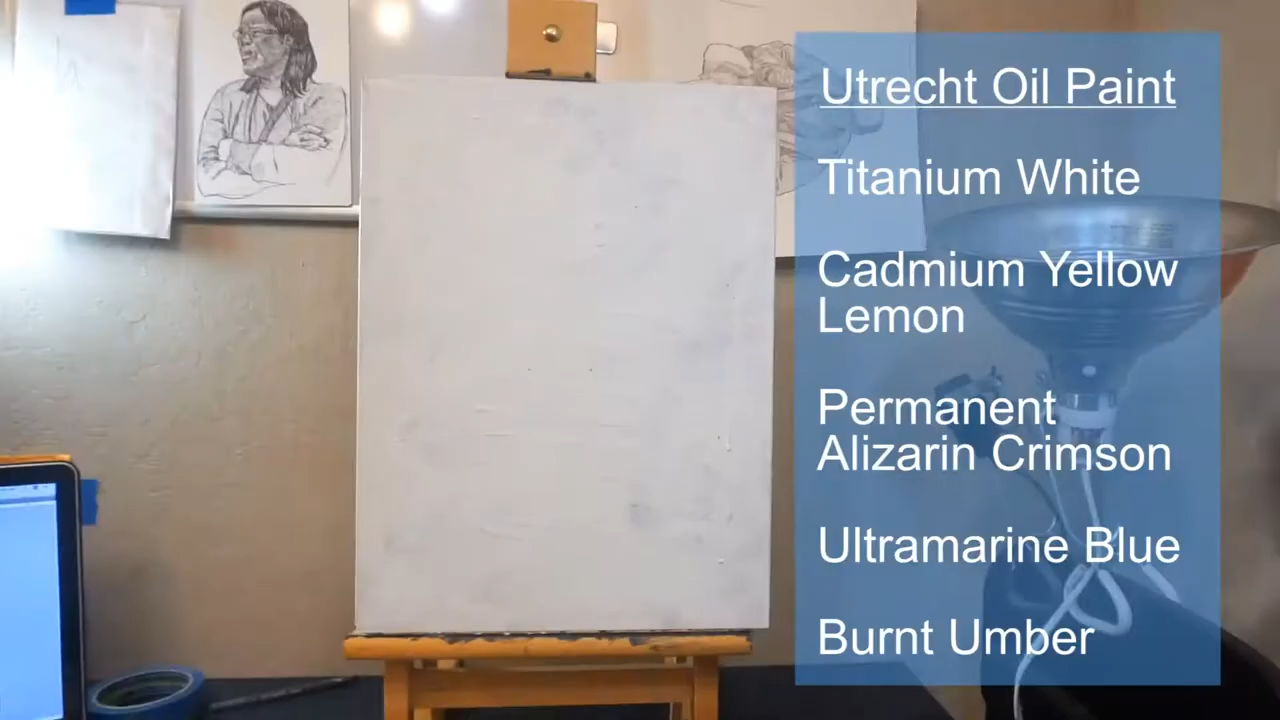 Utrecht Oil Paint
Titanium White
Cadmium Yellow
Lemon
Permanent
Alizarin Crimson
Ultramarine Blue
Burnt Umber